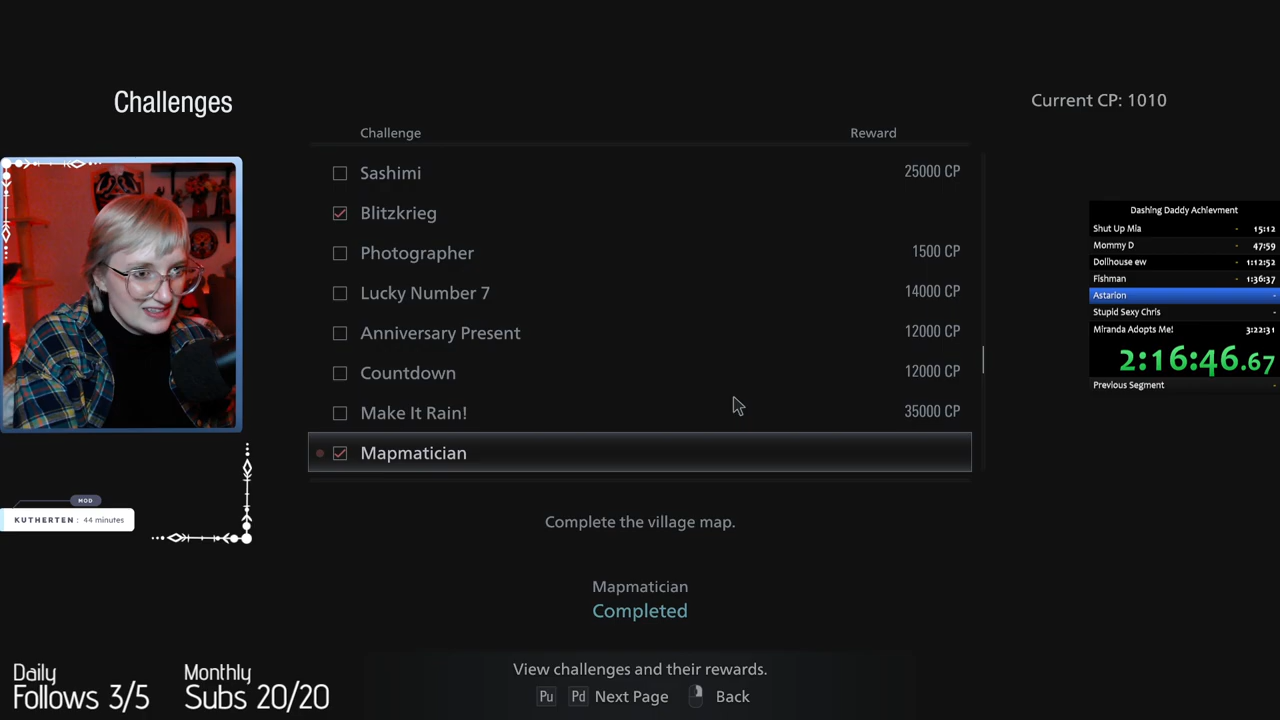 Challenges
Current CP: 1010
Challenge Reward
Sashimi 25000 CP
Blitzkrieg
Photographer 1500 CP
Lucky Number 7 14000 CP
Anniversary Present 12000 CP
Countdown 12000 CP
Make It Rain! 35000 CP
Mapmatician
Complete the village map.
Mapmatician
Completed
View challenges and their rewards.
Pu Pd Next Page Back
Dashing Daddy Achievment
Shut Up Mia - 15:12
Mommy D - 47:59
Dollhouse ew - 1:12:52
Fishman - 1:36:37
Astarion -
Stupid Sexy Chris -
Miranda Adopts Me! 3:22:31
2:16:46.67
Previous Segment -
MOD
KUTHERTEN : 44 minutes
Daily
Follows 3/5
Monthly
Subs 20/20